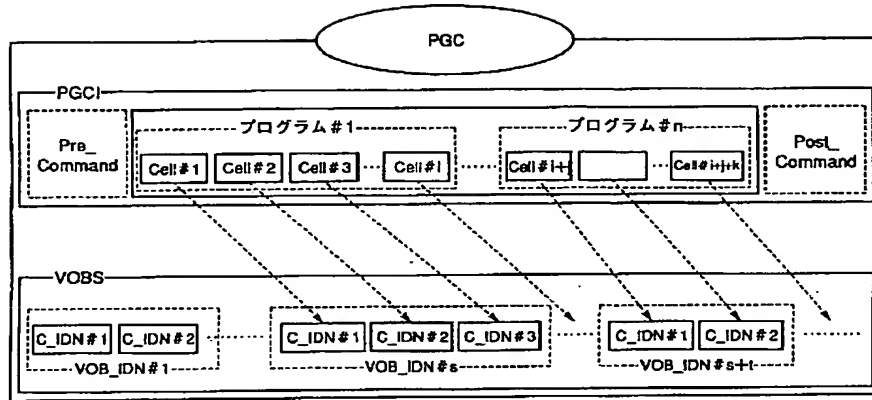 PGC
PGCI
Pre_
Command
プログラム#1
Cell#1 Cell#2 Cell#3 Cell#i
プログラム#n
Cell#i+j Cell#i+j+k
Post_
Command
VOBS
C_IDN#1 C_IDN#2
VOB_IDN#1
C_IDN#1 C_IDN#2 C_IDN#3
VOB_IDN#s
C_IDN#1 C_IDN#2
VOB_IDN#s+t